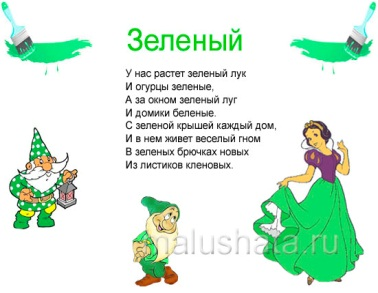 Зеленый
У нас растет зеленый лук
И огурцы зеленые,
А за окном зеленый луг
И домики беленые.
С зеленой крышей каждый дом,
И в нем живет веселый гном
В зеленых брючках новых
Из листиков кленовых.
malushata.ru